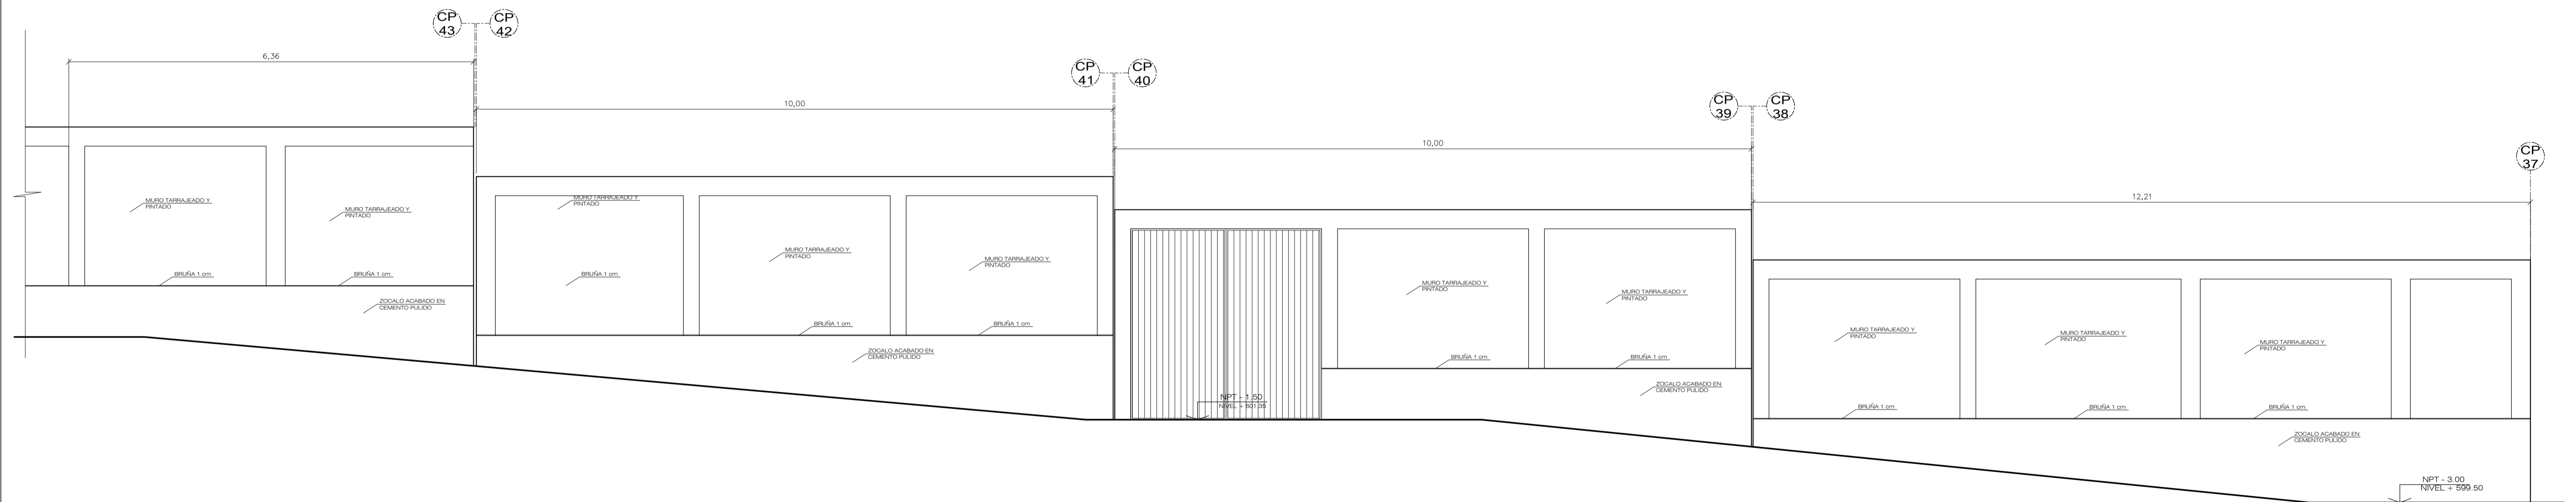 CP
43
CP
42
6,36
CP
41
CP
40
10,00
CP
39
CP
38
10,00
CP
37
12,21
MURO TARRAJEADO Y
PINTADO
MURO TARRAJEADO Y
PINTADO
BRUÑA 1 cm.
BRUÑA 1 cm.
ZOCALO ACABADO EN
CEMENTO PULIDO
MURO TARRAJEADO Y
PINTADO
MURO TARRAJEADO Y
PINTADO
MURO TARRAJEADO Y
PINTADO
BRUÑA 1 cm.
BRUÑA 1 cm.
BRUÑA 1 cm.
ZOCALO ACABADO EN
CEMENTO PULIDO
NPT - 1.50
NIVEL + 601.35
MURO TARRAJEADO Y
PINTADO
MURO TARRAJEADO Y
PINTADO
BRUÑA 1 cm.
BRUÑA 1 cm.
ZOCALO ACABADO EN
CEMENTO PULIDO
MURO TARRAJEADO Y
PINTADO
MURO TARRAJEADO Y
PINTADO
MURO TARRAJEADO Y
PINTADO
BRUÑA 1 cm.
BRUÑA 1 cm.
BRUÑA 1 cm.
ZOCALO ACABADO EN
CEMENTO PULIDO
NPT - 3.00
NIVEL + 599.50